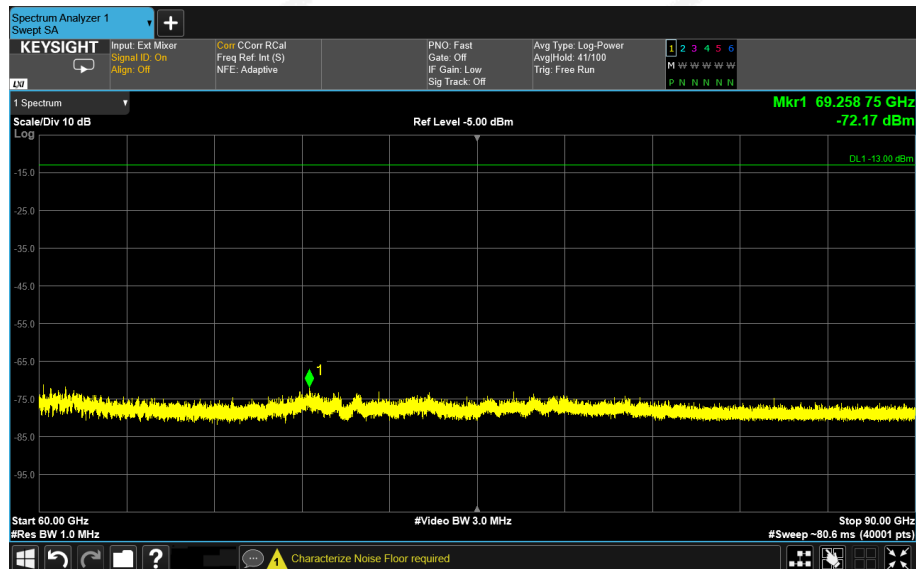 Spectrum Analyzer 1
Swept SA
+
KEYSIGHT
LXI
Input: Ext Mixer
Signal ID: On
Align: Off
Corr CCorr RCal
Freq Ref: Int (S)
NFE: Adaptive
PNO: Fast
Gate: Off
IF Gain: Low
Sig Track: Off
Avg Type: Log-Power
Avg|Hold: 41/100
Trig: Free Run
1 2 3 4 5 6
M W W W W W
P N N N N N
1 Spectrum
Scale/Div 10 dB
Ref Level -5.00 dBm
Mkr1 69.258 75 GHz
-72.17 dBm
Log
DL1 -13.00 dBm
-15.0
-25.0
-35.0
-45.0
-55.0
-65.0
1
-75.0
-85.0
-95.0
Start 60.00 GHz
#Video BW 3.0 MHz
Stop 90.00 GHz
#Res BW 1.0 MHz
#Sweep ~80.6 ms (40001 pts)
?
1
Characterize Noise Floor required